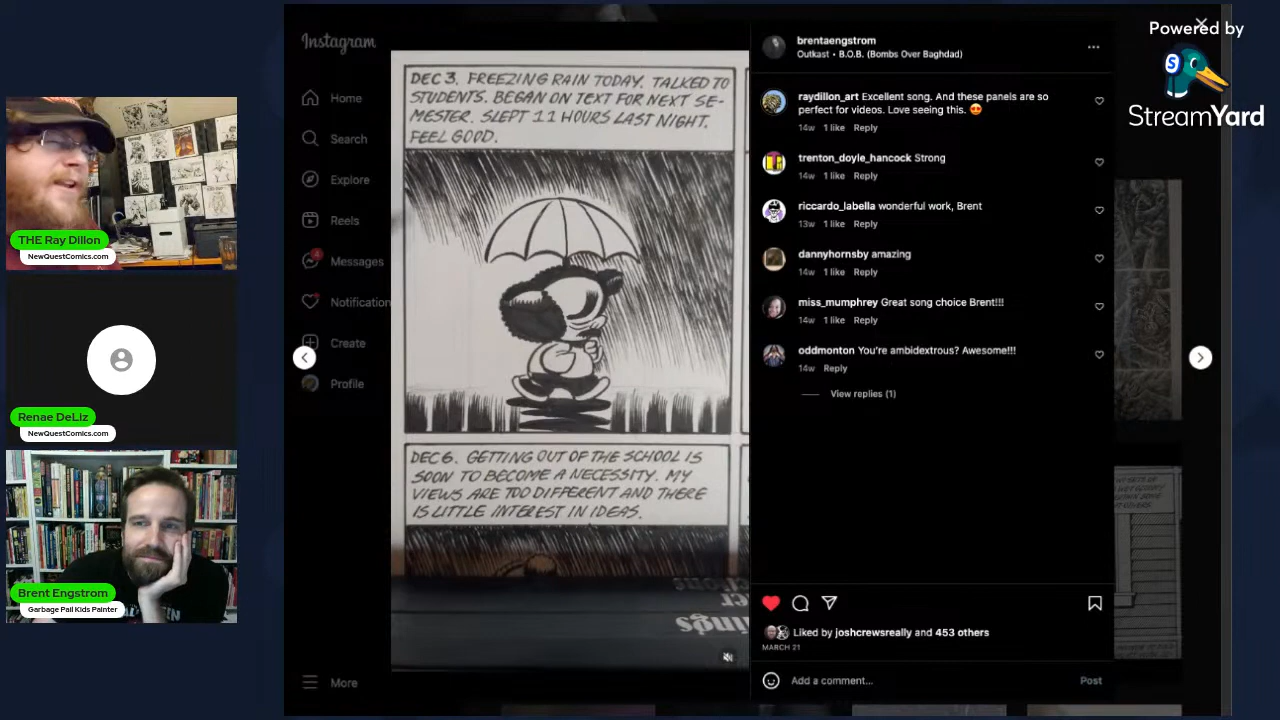 Powered by
StreamYard
THE Ray Dillon
NewQuestComics.com
Renae DeLiz
NewQuestComics.com
Brent Engstrom
Garbage Pail Kids Painter
Instagram
Home
Search
Explore
Reels
4
Messages
Notification
Create
Profile
More
DEC 3. FREEZING RAIN TODAY. TALKED TO
STUDENTS. BEGAN ON TEXT FOR NEXT SE-
MESTER. SLEPT 11 HOURS LAST NIGHT.
FEEL GOOD.
DEC 6. GETTING OUT OF THE SCHOOL IS
SOON TO BECOME A NECESSITY. MY
VIEWS ARE TOO DIFFERENT AND THERE
IS LITTLE INTEREST IN IDEAS.
brentaengstrom
Outkast • B.O.B. (Bombs Over Baghdad)
raydillon_art Excellent song. And these panels are so
perfect for videos. Love seeing this. 😍
14w 1 like Reply
trenton_doyle_hancock Strong
14w 1 like Reply
riccardo_labella wonderful work, Brent
13w 1 like Reply
dannyhornsby amazing
14w 1 like Reply
miss_mumphrey Great song choice Brent!!!
14w 1 like Reply
oddmonton You're ambidextrous? Awesome!!!
14w Reply
View replies (1)
Liked by joshcrewsreally and 453 others
MARCH 21
Add a comment...
Post